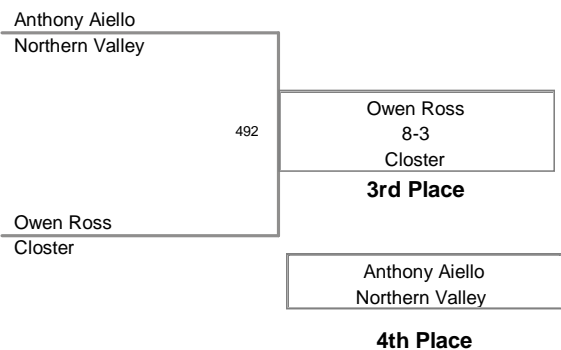 Anthony Aiello
Northern Valley
492
Owen Ross
8-3
Closter
3rd Place
Owen Ross
Closter
Anthony Aiello
Northern Valley
4th Place